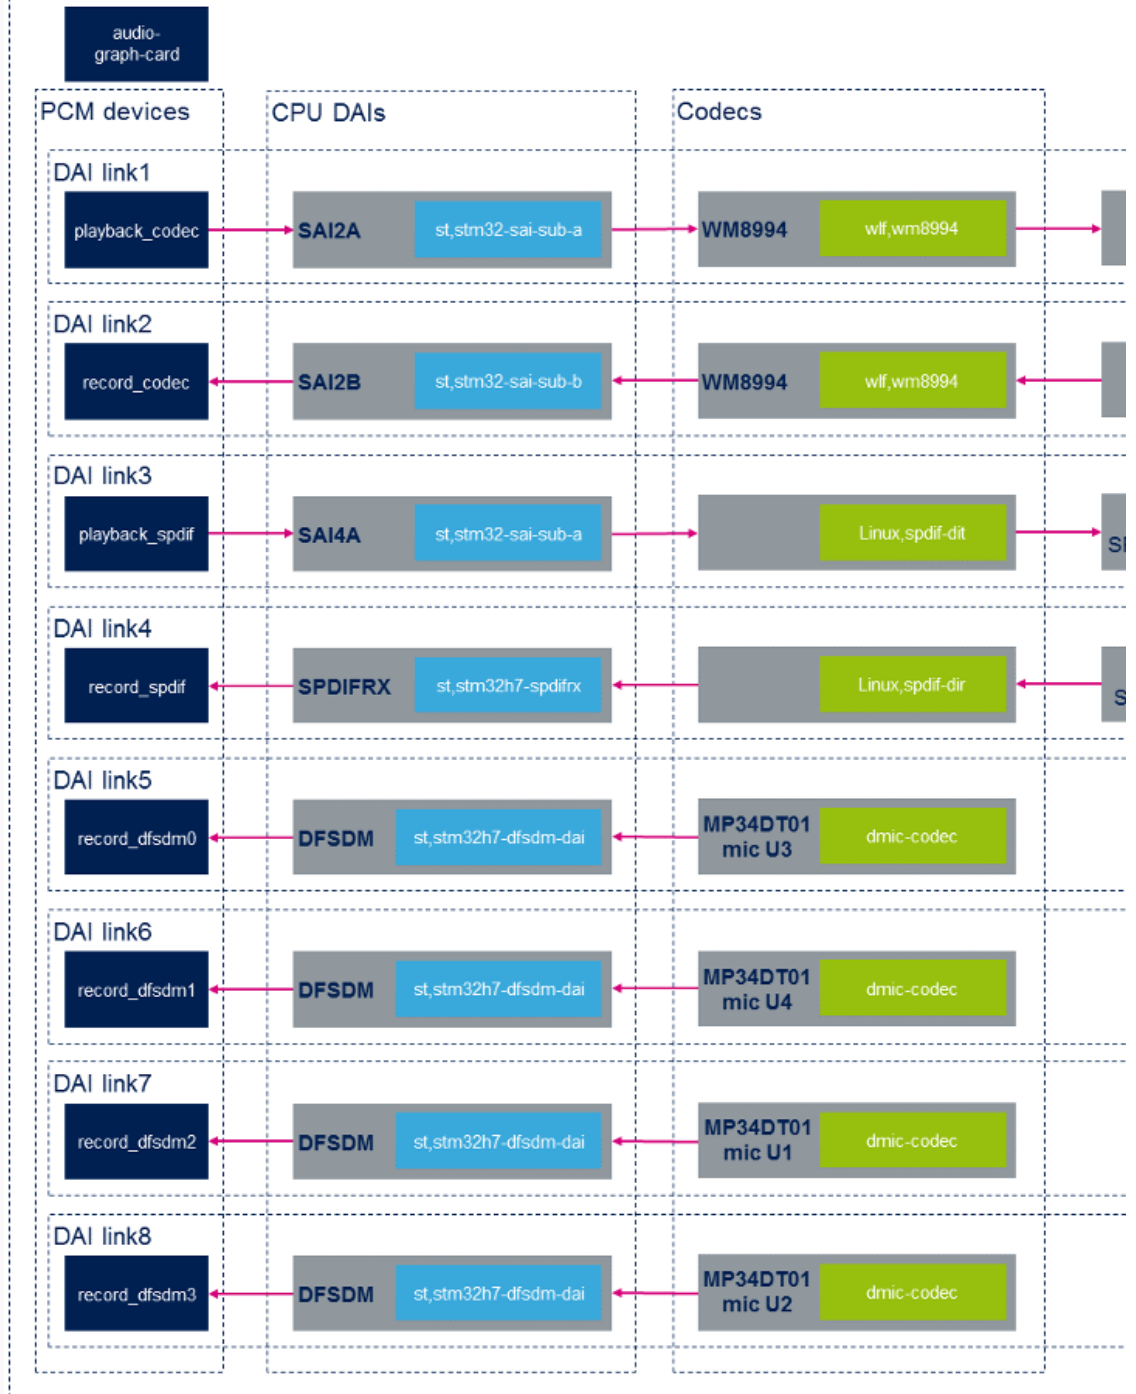 audio-
graph-card
PCM devices
CPU DAIs
Codecs
DAI link1
playback_codec
SAI2A
st,stm32-sai-sub-a
WM8994
wlf,wm8994
DAI link2
record_codec
SAI2B
st,stm32-sai-sub-b
WM8994
wlf,wm8994
DAI link3
playback_spdif
SAI4A
st,stm32-sai-sub-a
Linux,spdif-dit
DAI link4
record_spdif
SPDIFRX
st,stm32h7-spdifrx
Linux,spdif-dir
DAI link5
record_dfsdm0
DFSDM
st,stm32h7-dfsdm-dai
MP34DT01
mic U3
dmic-codec
DAI link6
record_dfsdm1
DFSDM
st,stm32h7-dfsdm-dai
MP34DT01
mic U4
dmic-codec
DAI link7
record_dfsdm2
DFSDM
st,stm32h7-dfsdm-dai
MP34DT01
mic U1
dmic-codec
DAI link8
record_dfsdm3
DFSDM
st,stm32h7-dfsdm-dai
MP34DT01
mic U2
dmic-codec